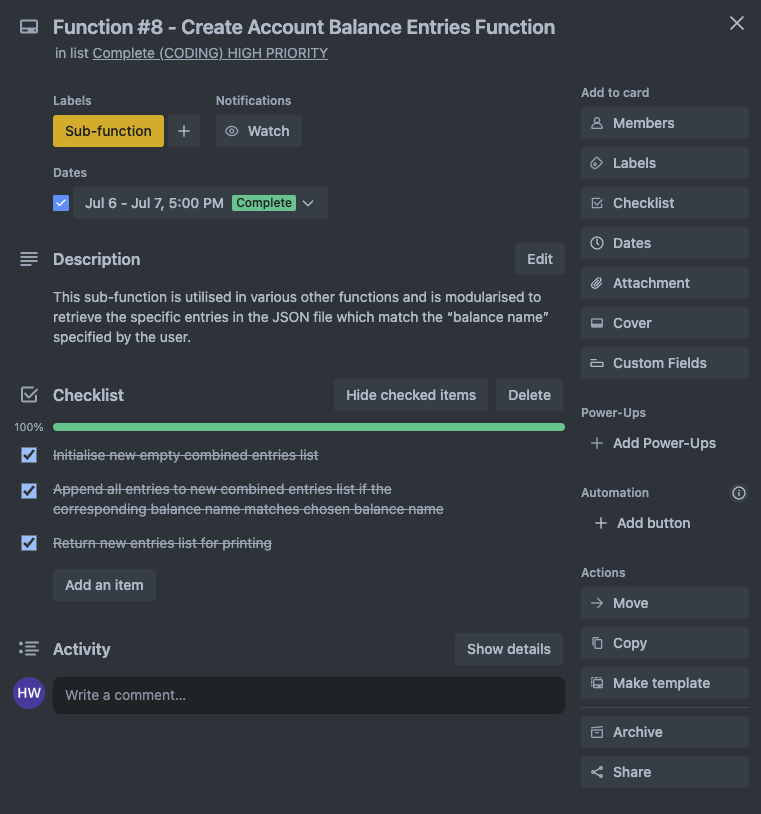 Function #8 - Create Account Balance Entries Function
in list Complete (CODING) HIGH PRIORITY
Labels
Sub-function
Notifications
Watch
Dates
Jul 6 - Jul 7, 5:00 PM Complete
Description
Edit
This sub-function is utilised in various other functions and is modularised to
retrieve the specific entries in the JSON file which match the “balance name”
specified by the user.
Checklist
Hide checked items
Delete
100%
Initialise new empty combined entries list
Append all entries to new combined entries list if the
corresponding balance name matches chosen balance name
Return new entries list for printing
Add an item
Activity
Show details
HW
Write a comment...
Add to card
Members
Labels
Checklist
Dates
Attachment
Cover
Custom Fields
Power-Ups
Add Power-Ups
Automation
Add button
Actions
Move
Copy
Make template
Archive
Share